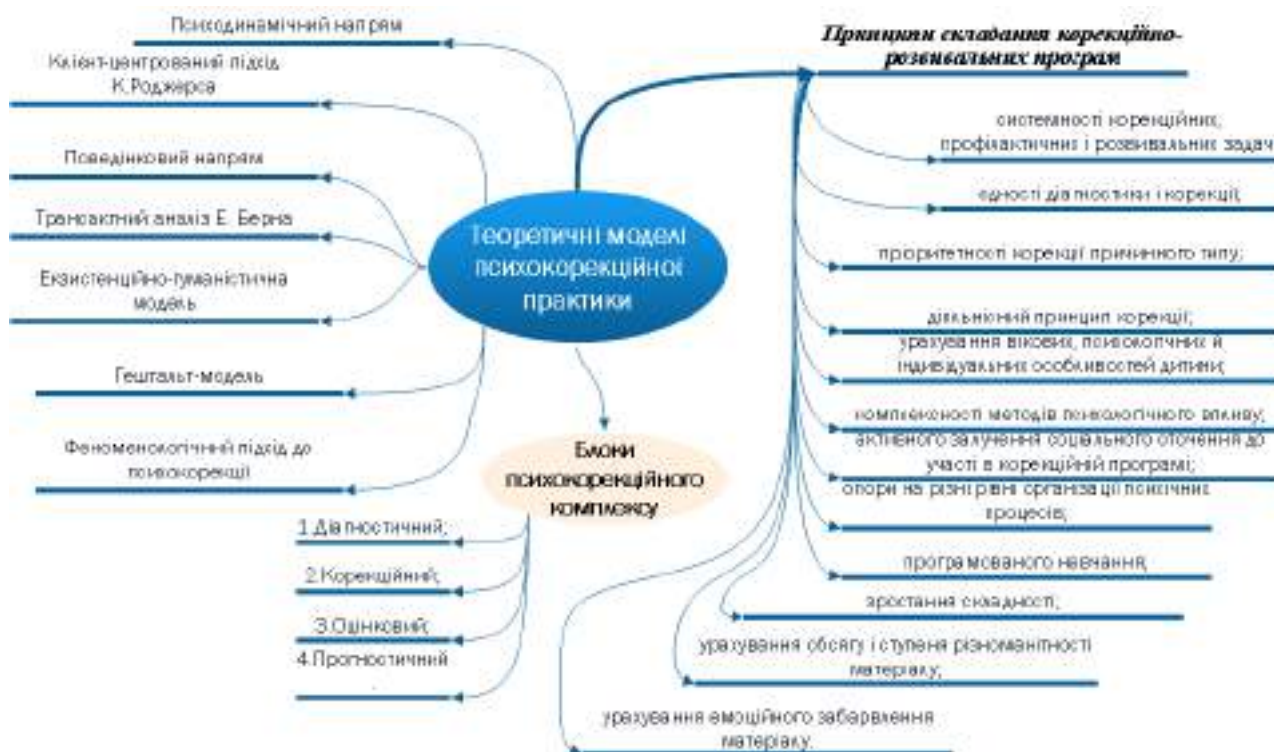 Психодинамічний напрям
Клієнт-центрований підхід
К.Роджерса
Поведінковий напрям
Трансактний аналіз Е. Берна
Екзистенційно-гуманістична
модель
Гештальт-модель
Феноменологічний підхід до
психокорекції
Теоретичні моделі
психокорекційної
практики
Блоки
психокорекційного
комплексу
1.Діагностичний;
2.Корекційний;
3.Оцінковий;
4.Прогностичний
Принципи складання корекційно-
розвивальних програм
системності корекційних,
профілактичних і розвивальних задач
єдності діагностики і корекції;
проритетності корекції причинного типу;
діяльнісний принцип корекції;
урахування вікових, психологічних й
індивідуальних особливостей дитини;
комплексності методів психологічного впливу;
активного залучення соціального оточення до
участі в корекційній програмі;
опори на різні рівні організації психічних
процесів;
програмованого навчання;
зростання складності;
урахування обсягу і ступеня різноманітності
матеріалу;
урахування емоційного забарвлення
матеріалу.